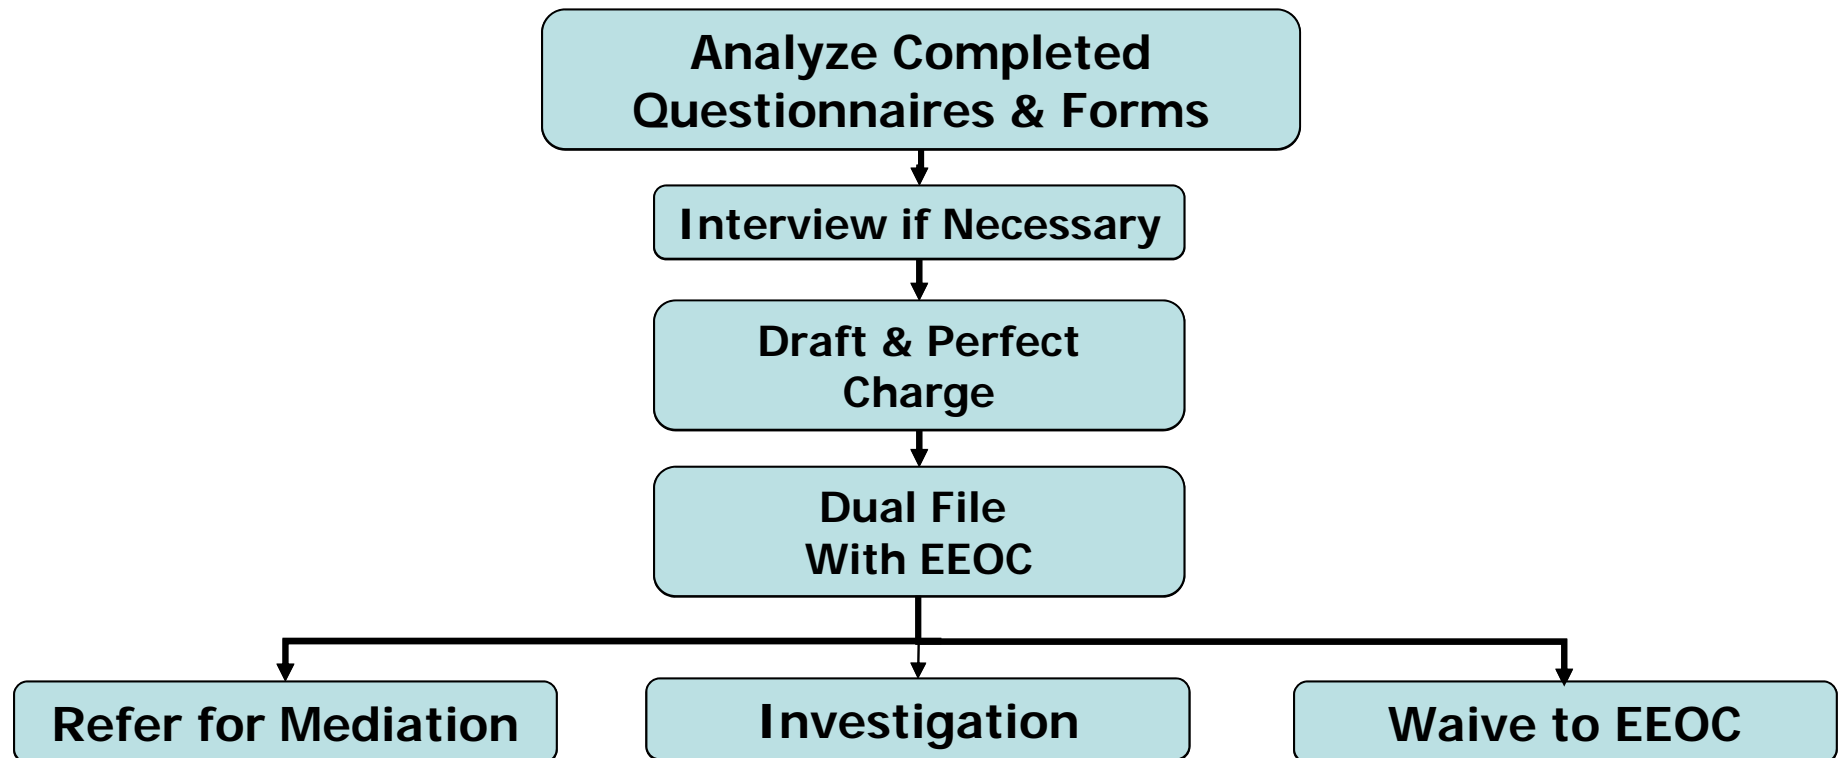 Analyze Completed
Questionnaires & Forms
Interview if Necessary
Draft & Perfect
Charge
Dual File
With EEOC
Refer for Mediation
Investigation
Waive to EEOC